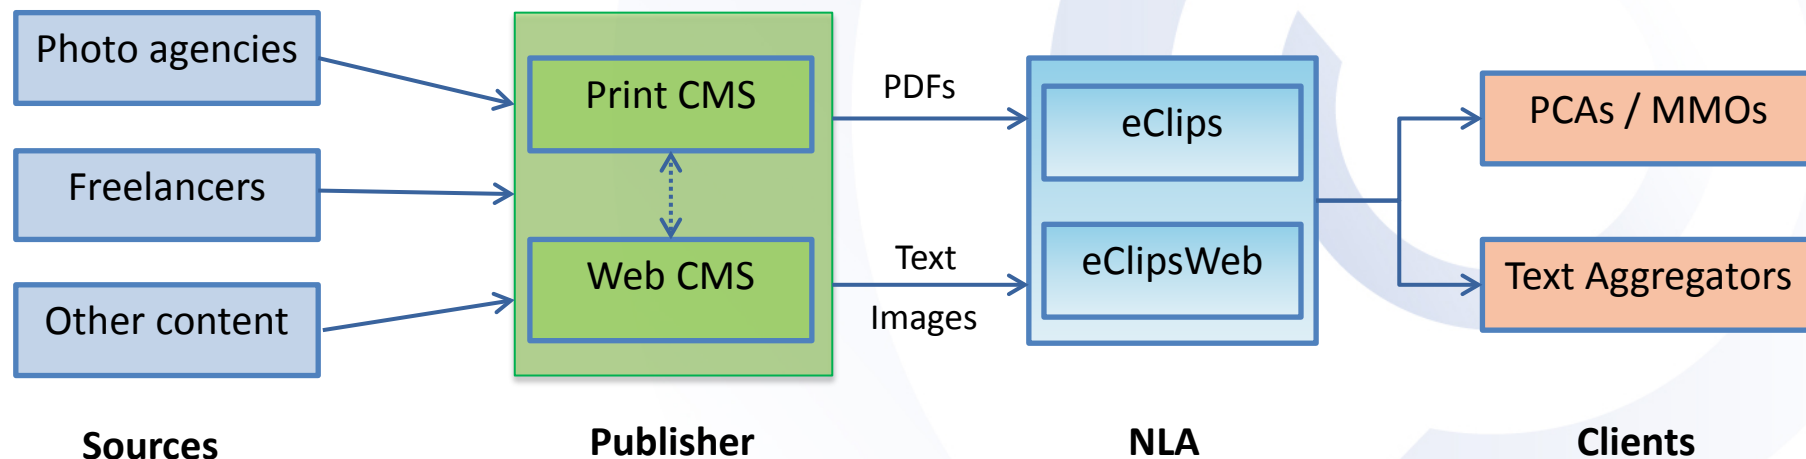 Photo agencies
Freelancers
Other content
Sources
Print CMS
Web CMS
Publisher
PDFs
Text
Images
eClips
eClipsWeb
NLA
PCAs / MMOs
Text Aggregators
Clients